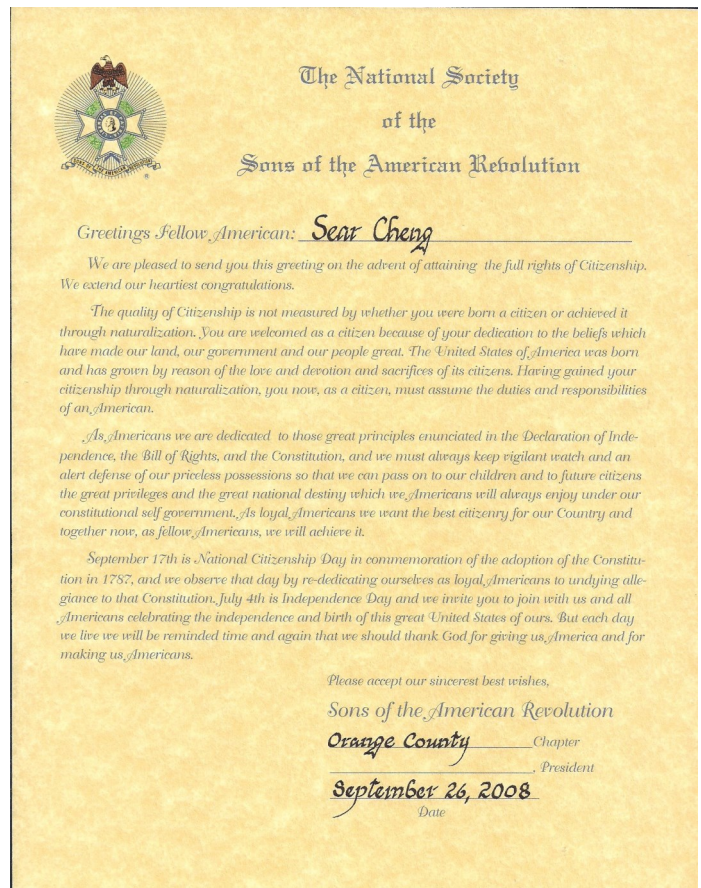 The National Society
of the
Sons of the American Revolution
SONS OF THE AMERICAN REVOLUTION
®
Greetings Fellow American: Sear Cheng
We are pleased to send you this greeting on the advent of attaining the full rights of Citizenship.
We extend our heartiest congratulations.
The quality of Citizenship is not measured by whether you were born a citizen or achieved it
through naturalization. You are welcomed as a citizen because of your dedication to the beliefs which
have made our land, our government and our people great. The United States of America was born
and has grown by reason of the love and devotion and sacrifices of its citizens. Having gained your
citizenship through naturalization, you now, as a citizen, must assume the duties and responsibilities
of an American.
As Americans we are dedicated to those great principles enunciated in the Declaration of Inde-
pendence, the Bill of Rights, and the Constitution, and we must always keep vigilant watch and an
alert defense of our priceless possessions so that we can pass on to our children and to future citizens
the great privileges and the great national destiny which we Americans will always enjoy under our
constitutional self government. As loyal Americans we want the best citizenry for our Country and
together now, as fellow Americans, we will achieve it.
September 17th is National Citizenship Day in commemoration of the adoption of the Constitu-
tion in 1787, and we observe that day by re-dedicating ourselves as loyal Americans to undying alle-
giance to that Constitution. July 4th is Independence Day and we invite you to join with us and all
Americans celebrating the independence and birth of this great United States of ours. But each day
we live we will be reminded time and again that we should thank God for giving us America and for
making us Americans.
Please accept our sincerest best wishes,
Sons of the American Revolution
Orange County Chapter
, President
September 26, 2008
Date